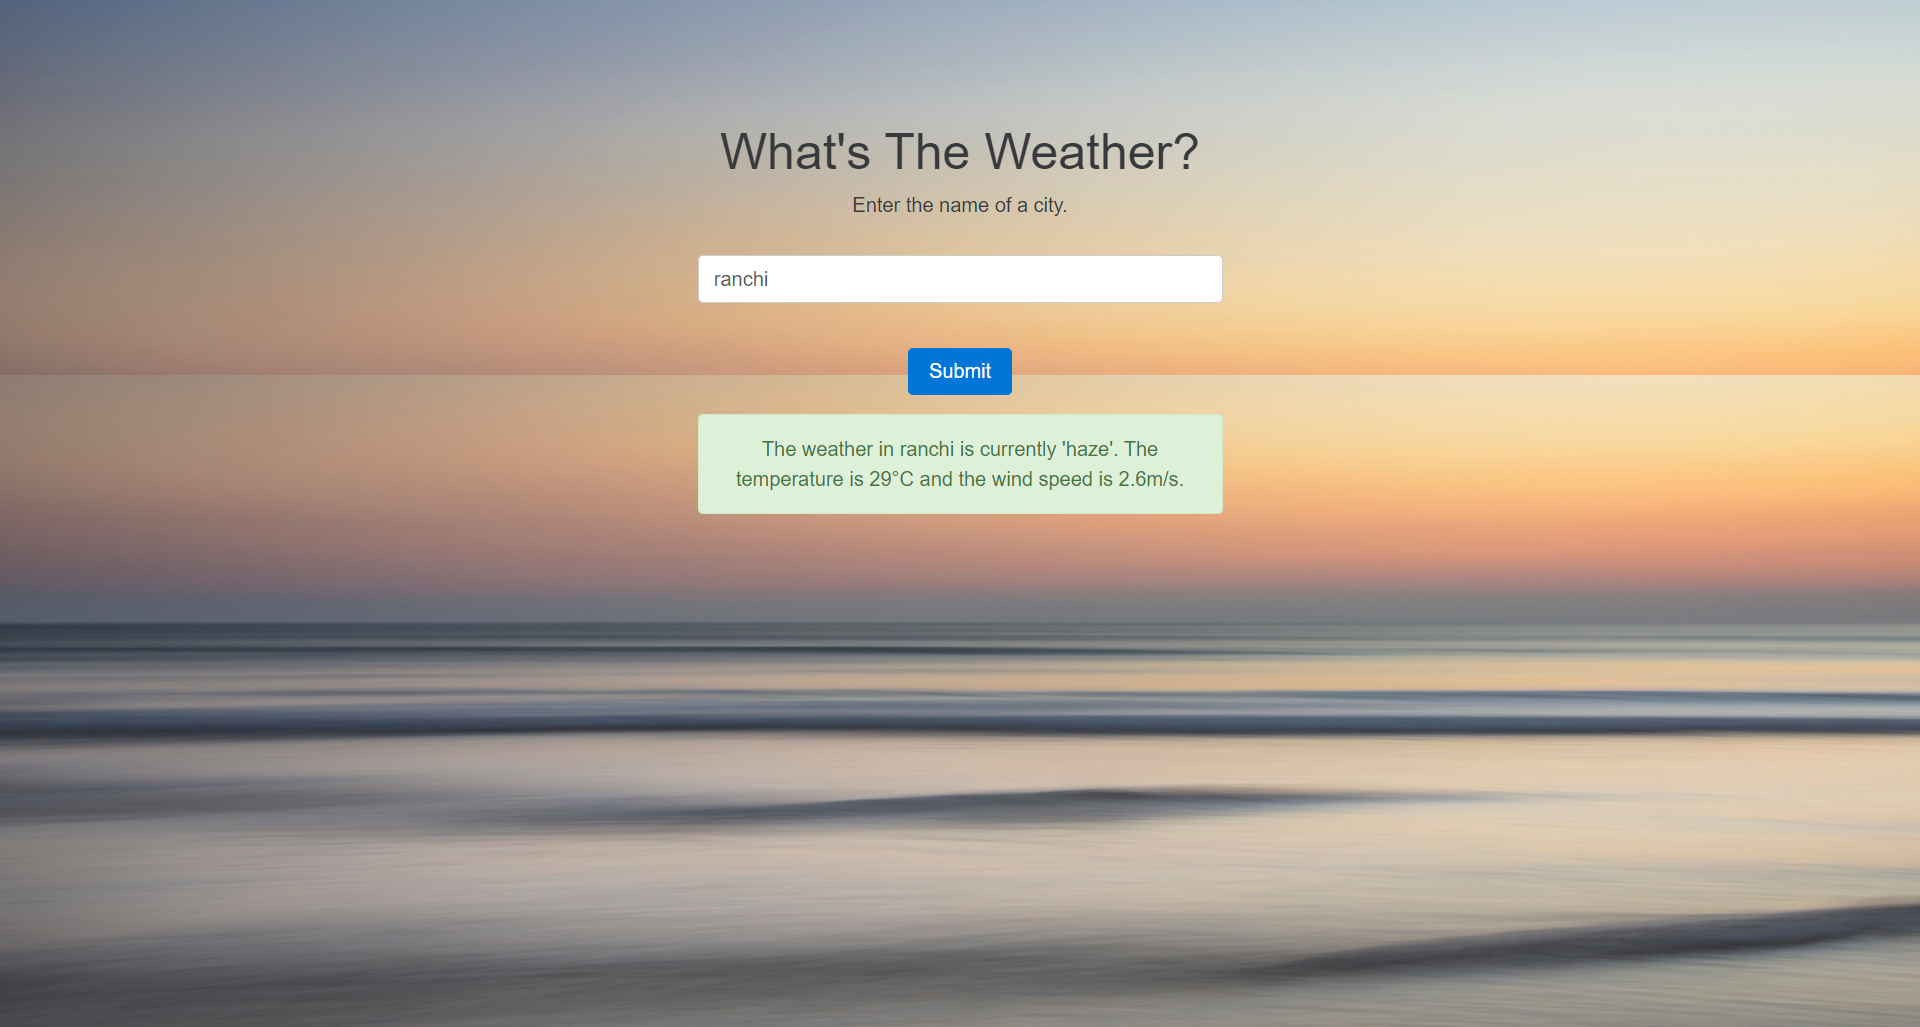 What's The Weather?
Enter the name of a city.
ranchi
Submit
The weather in ranchi is currently 'haze'. The
temperature is 29°C and the wind speed is 2.6m/s.